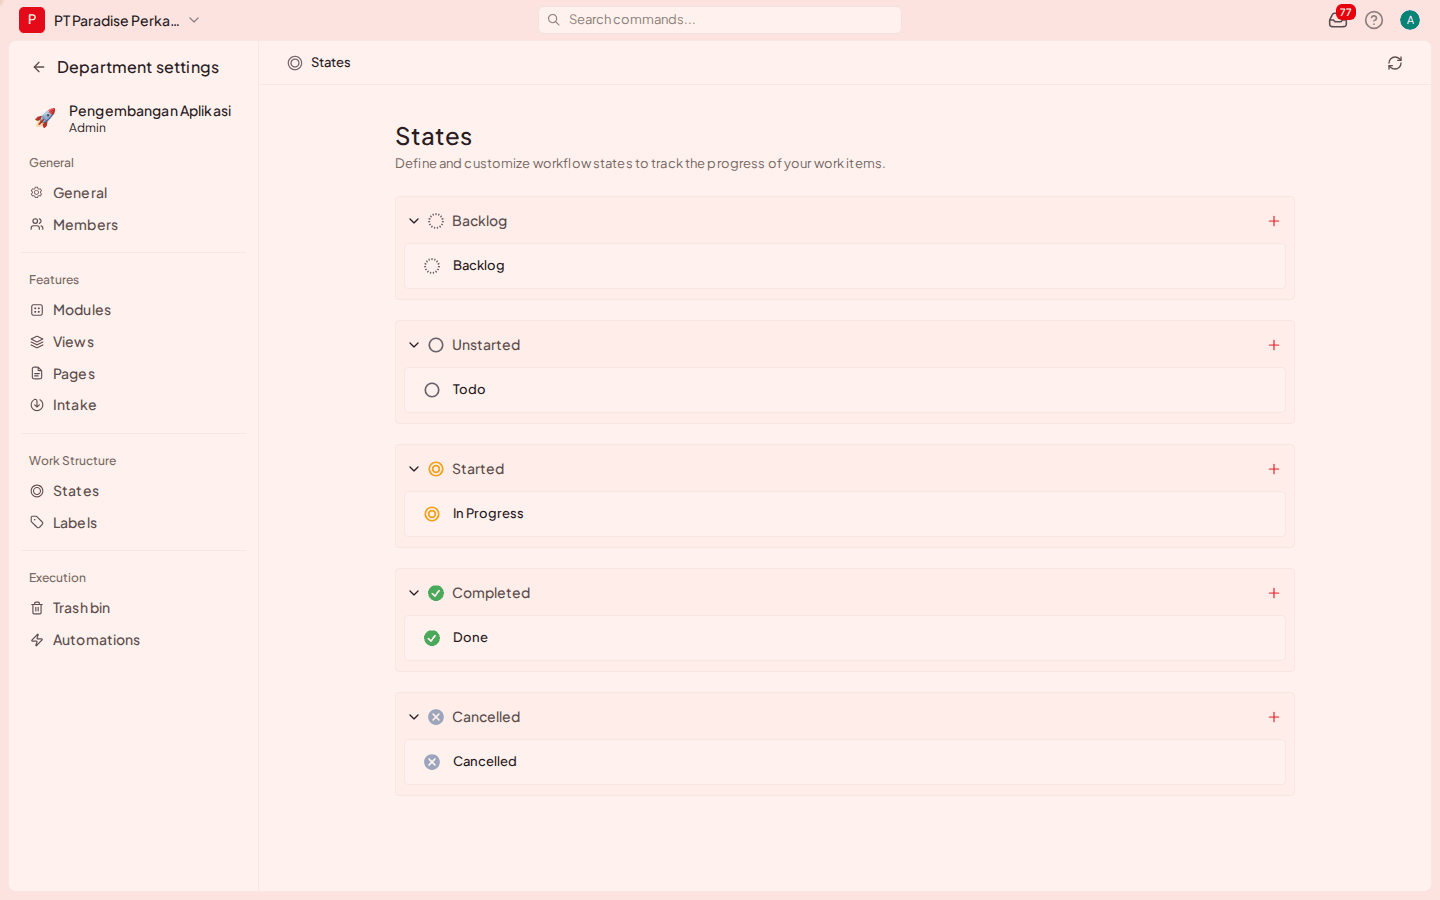 P PT Paradise Perka...
Search commands...
77
A
Department settings
Pengembangan Aplikasi
Admin
General
General
Members
Features
Modules
Views
Pages
Intake
Work Structure
States
Labels
Execution
Trash bin
Automations
States
States
Define and customize workflow states to track the progress of your work items.
Backlog
Backlog
Unstarted
Todo
Started
In Progress
Completed
Done
Cancelled
Cancelled